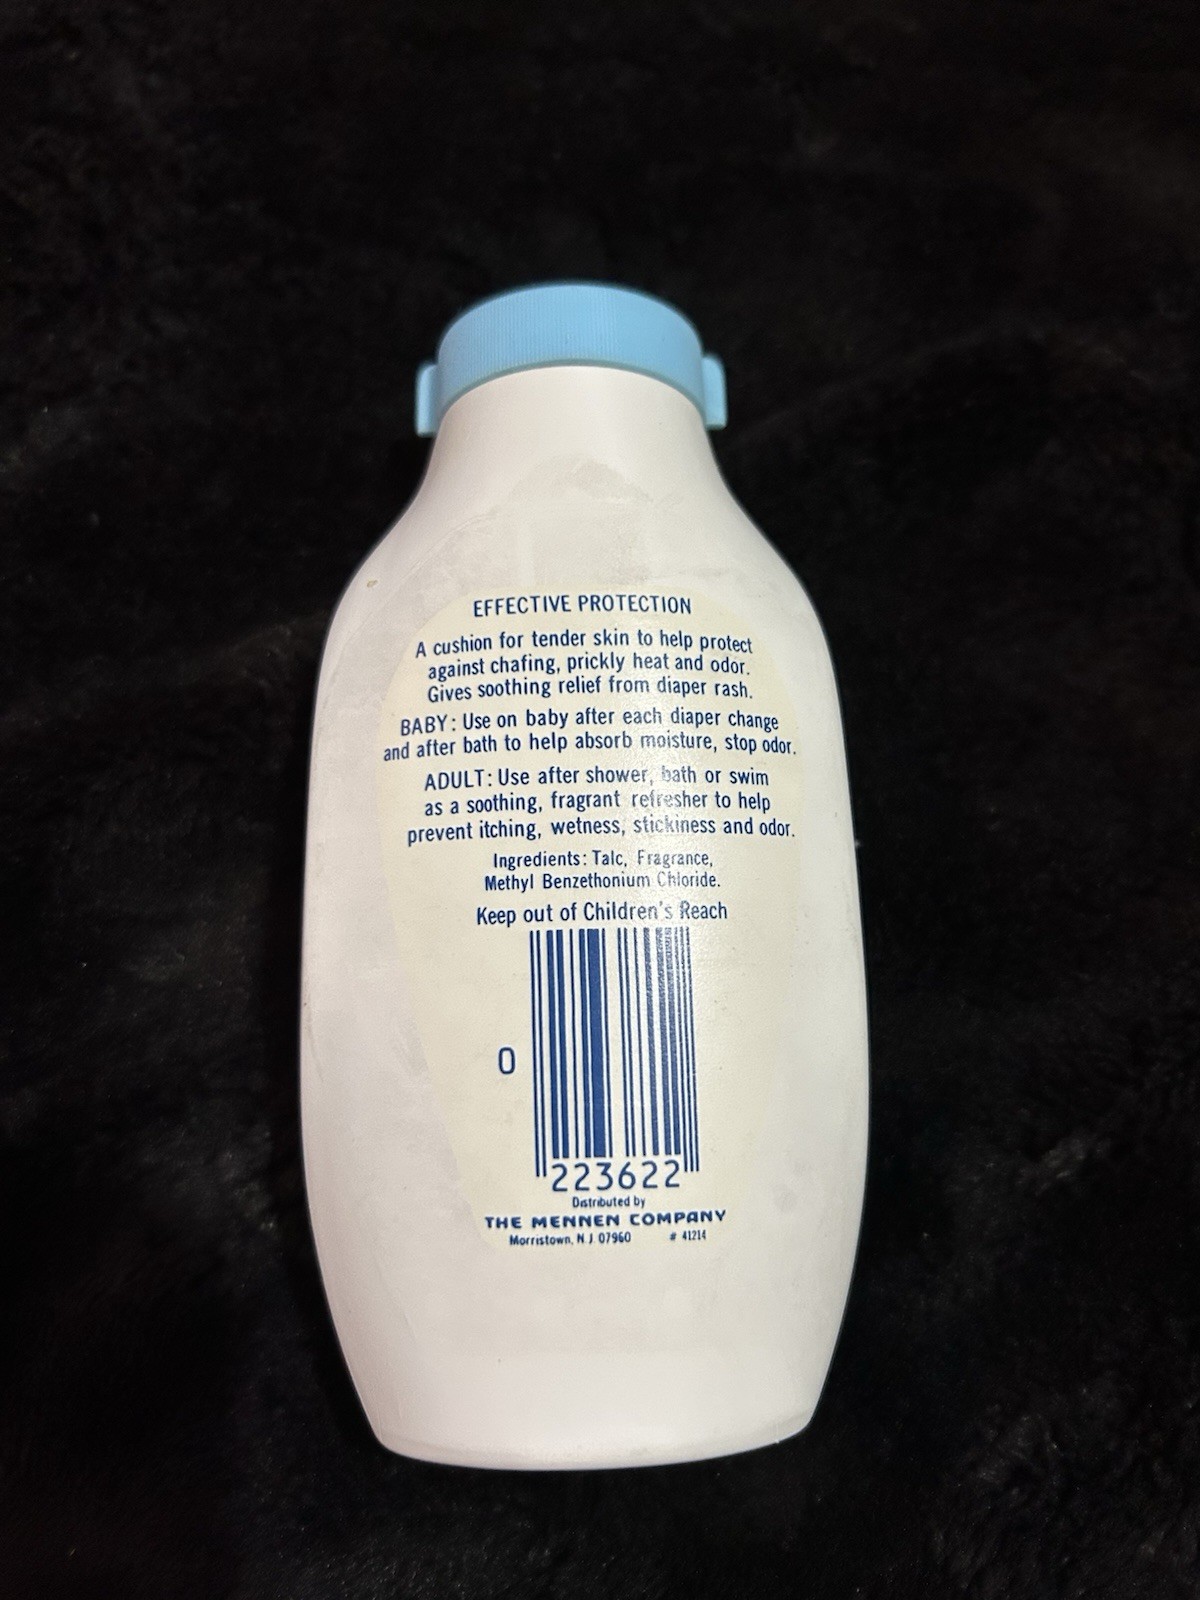 EFFECTIVE PROTECTION
A cushion for tender skin to help protect
against chafing, prickly heat and odor.
Gives soothing relief from diaper rash.
BABY: Use on baby after each diaper change
and after bath to help absorb moisture, stop odor.
ADULT: Use after shower, bath or swim
as a soothing, fragrant refresher to help
prevent itching, wetness, stickiness and odor.
Ingredients: Talc, Fragrance,
Methyl Benzethonium Chloride.
Keep out of Children's Reach
0
223622
Distributed by
THE MENNEN COMPANY
Morristown, N.J. 07960 # 41214